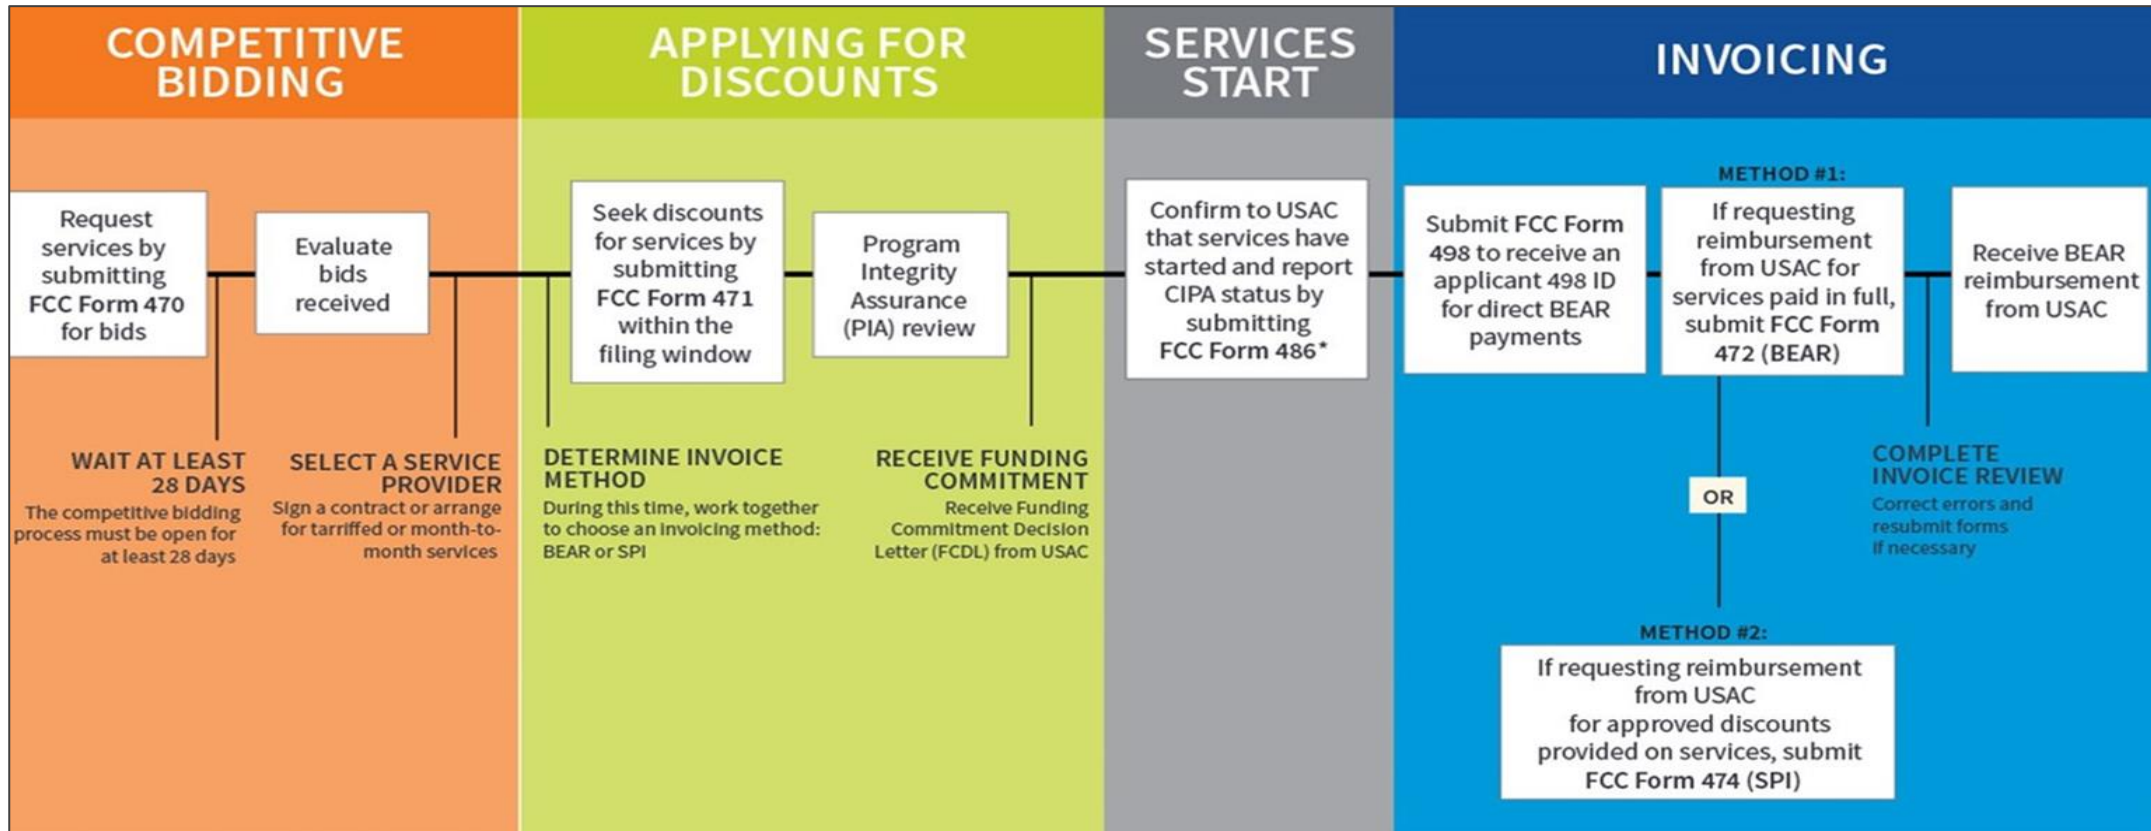 COMPETITIVE
BIDDING
APPLYING FOR
DISCOUNTS
SERVICES
START
INVOICING
Request
services by
submitting
FCC Form 470
for bids
Evaluate
bids
received
WAIT AT LEAST
28 DAYS
The competitive bidding
process must be open for
at least 28 days
SELECT A SERVICE
PROVIDER
Sign a contract or arrange
for tarriffed or month-to-
month services
Seek discounts
for services by
submitting
FCC Form 471
within the
filing window
Program
Integrity
Assurance
(PIA) review
DETERMINE INVOICE
METHOD
During this time, work together
to choose an invoicing method:
BEAR or SPI
RECEIVE FUNDING
COMMITMENT
Receive Funding
Commitment Decision
Letter (FCDL) from USAC
Confirm to USAC
that services have
started and report
CIPA status by
submitting
FCC Form 486*
Submit FCC Form
498 to receive an
applicant 498 ID
for direct BEAR
payments
METHOD #1:
If requesting
reimbursement
from USAC for
services paid in full,
submit FCC Form
472 (BEAR)
Receive BEAR
reimbursement
from USAC
COMPLETE
INVOICE REVIEW
Correct errors and
resubmit forms
If necessary
OR
METHOD #2:
If requesting reimbursement
from USAC
for approved discounts
provided on services, submit
FCC Form 474 (SPI)